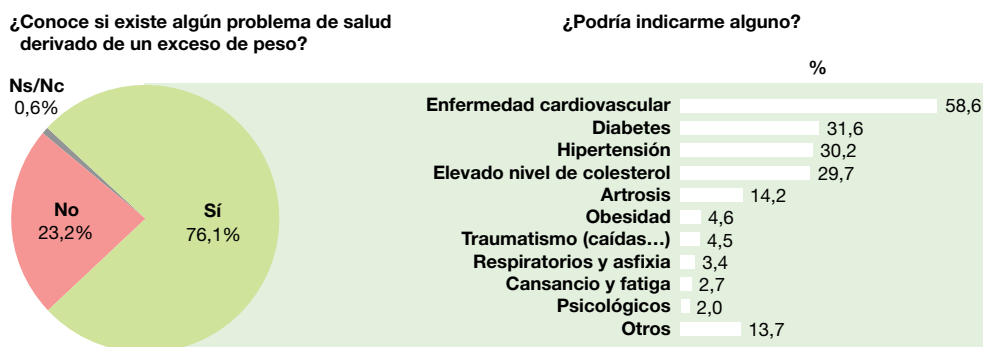 ¿Conoce si existe algún problema de salud
derivado de un exceso de peso?
Ns/Nc
0,6%
No
23,2%
Sí
76,1%
¿Podría indicarme alguno?
%
Enfermedad cardiovascular 58,6
Diabetes 31,6
Hipertensión 30,2
Elevado nivel de colesterol 29,7
Artrosis 14,2
Obesidad 4,6
Traumatismo (caídas...) 4,5
Respiratorios y asfixia 3,4
Cansancio y fatiga 2,7
Psicológicos 2,0
Otros 13,7